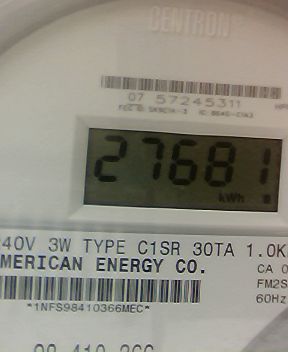 CENTRON®
07 57245311
27681
kWh
40V 3W TYPE C1SR 30TA 1.0K
MERICAN ENERGY CO.
CA 0
FM2S
60Hz
*1NFS98410366MEC*